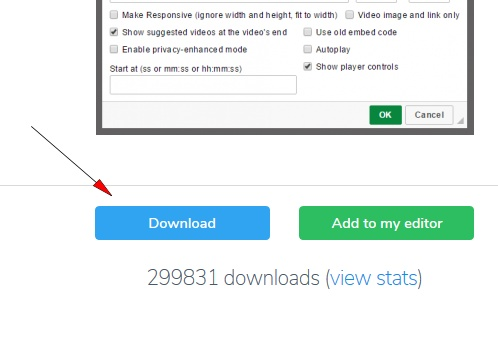 Make Responsive (ignore width and height, fit to width) Video image and link only
Show suggested videos at the video's end Use old embed code
Enable privacy-enhanced mode Autoplay
Start at (ss or mm:ss or hh:mm:ss) Show player controls
OK Cancel
Download Add to my editor
299831 downloads (view stats)